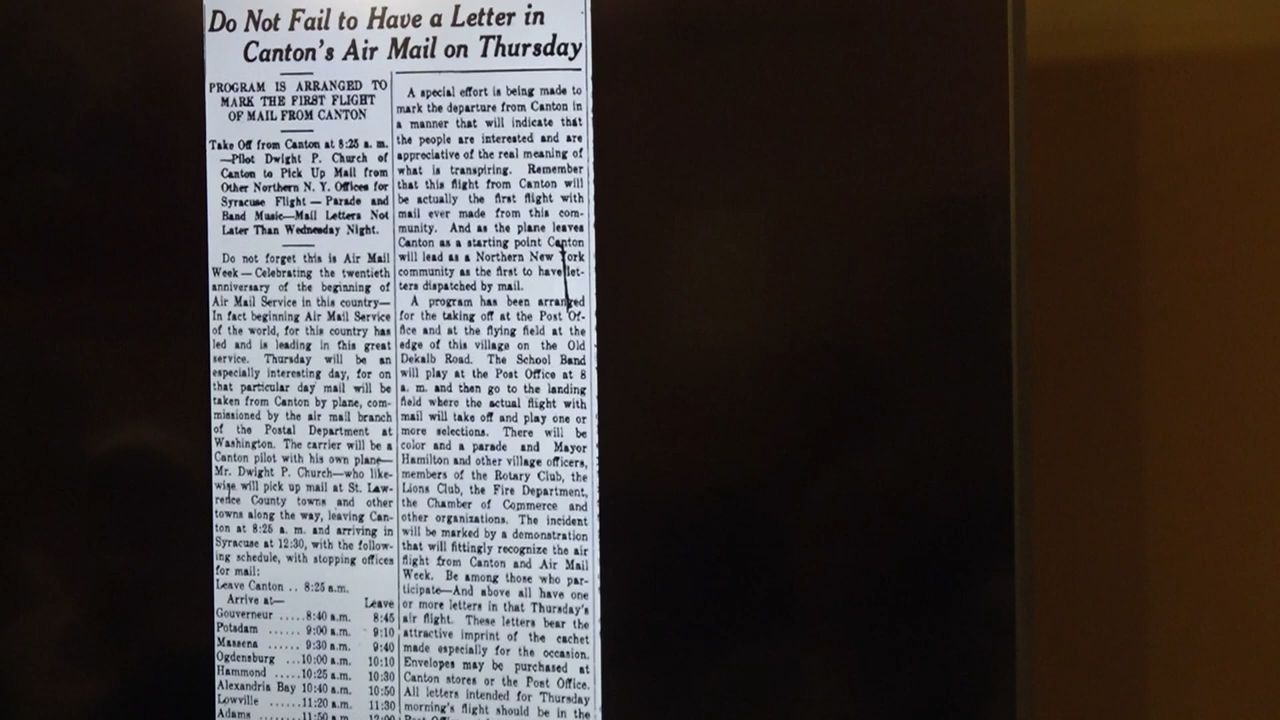 Do Not Fail to Have a Letter in
Canton's Air Mail on Thursday
PROGRAM IS ARRANGED TO
MARK THE FIRST FLIGHT
OF MAIL FROM CANTON
Take Off from Canton at 8:25 a. m.
—Pilot Dwight P. Church of
Canton to Pick Up Mail from
Other Northern N. Y. Offices for
Syracuse Flight — Parade and
Band Music—Mail Letters Not
Later Than Wednesday Night.
Do not forget this is Air Mail
Week — Celebrating the twentieth
anniversary of the beginning of
Air Mail Service in this country—
In fact beginning Air Mail Service
of the world, for this country has
led and is leading in this great
service. Thursday will be an
especially interesting day, for on
that particular day mail will be
taken from Canton by plane, com-
missioned by the air mail branch
of the Postal Department at
Washington. The carrier will be a
Canton pilot with his own plane—
Mr. Dwight P. Church—who like-
wise will pick up mail at St. Law-
rence County towns and other
towns along the way, leaving Can-
ton at 8:25 a. m. and arriving in
Syracuse at 12:30, with the follow-
ing schedule, with stopping offices
for mail:
Leave Canton .. 8:25 a.m.
Arrive at— Leave
Gouverneur .....8:40 a.m. 8:45
Potsdam ...... 9:00 a.m. 9:10
Massena ...... 9:30 a.m. 9:40
Ogdensburg ...10:00 a.m. 10:10
Hammond .....10:25 a.m. 10:30
Alexandria Bay 10:40 a.m. 10:50
Lowville ......11:20 a.m. 11:30
Adams ........11:50 a.m. 12:00
A special effort is being made to
mark the departure from Canton in
a manner that will indicate that
the people are interested and are
appreciative of the real meaning of
what is transpiring. Remember
that this flight from Canton will
be actually the first flight with
mail ever made from this com-
munity. And as the plane leaves
Canton as a starting point Canton
will lead as a Northern New York
community as the first to have let-
ters dispatched by mail.
A program has been arranged
for the taking off at the Post Of-
fice and at the flying field at the
edge of this village on the Old
Dekalb Road. The School Band
will play at the Post Office at 8
a. m. and then go to the landing
field where the actual flight with
mail will take off and play one or
more selections. There will be
color and a parade and Mayor
Hamilton and other village officers,
members of the Rotary Club, the
Lions Club, the Fire Department,
the Chamber of Commerce and
other organizations. The incident
will be marked by a demonstration
that will fittingly recognize the air
flight from Canton and Air Mail
Week. Be among those who par-
ticipate—And above all have one
or more letters in that Thursday's
air flight. These letters bear the
attractive imprint of the cachet
made especially for the occasion.
Envelopes may be purchased at
Canton stores or the Post Office.
All letters intended for Thursday
morning's flight should be in the